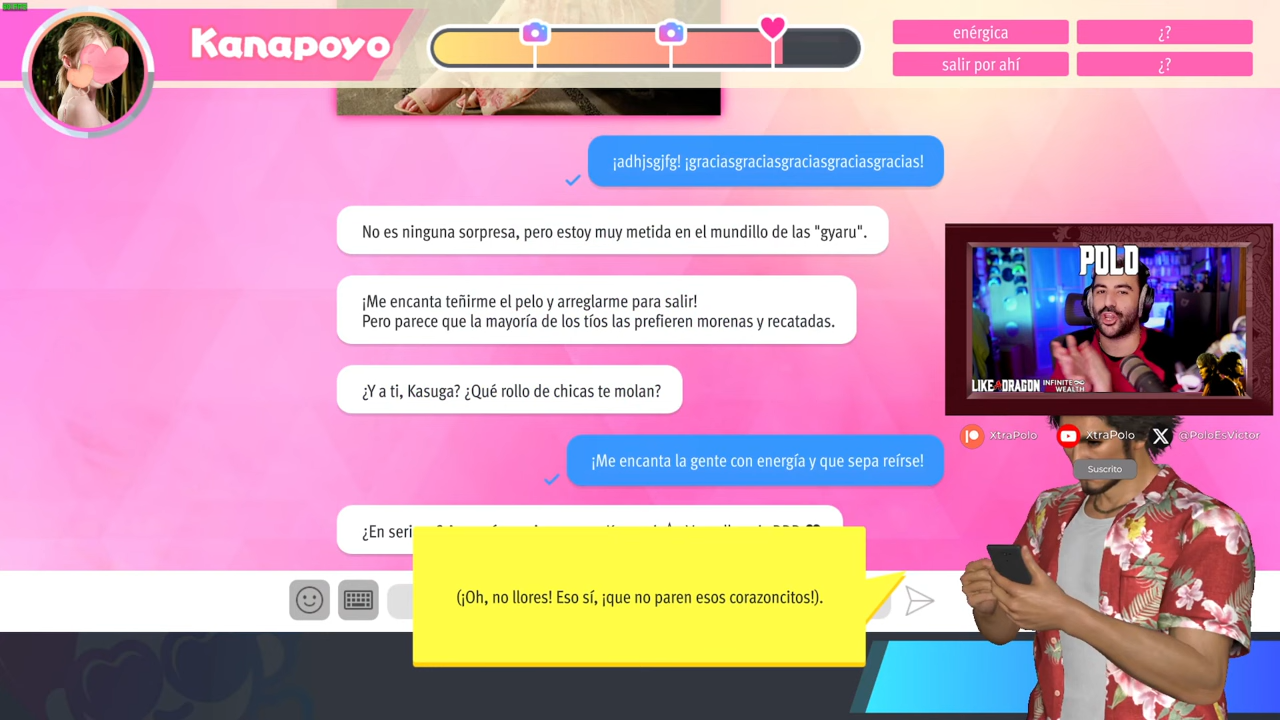 Kanapoyo
enérgica
¿?
salir por ahí
¿?
¡adhjsgjfg! ¡graciasgraciasgraciasgraciasgracias!
No es ninguna sorpresa, pero estoy muy metida en el mundillo de las "gyaru".
¡Me encanta teñirme el pelo y arreglarme para salir!
Pero parece que la mayoría de los tíos las prefieren morenas y recatadas.
¿Y a ti, Kasuga? ¿Qué rollo de chicas te molan?
¡Me encanta la gente con energía y que sepa reírse!
¿En seri
(¡Oh, no llores! Eso sí, ¡que no paren esos corazoncitos!).
POLO
LIKE A DRAGON INFINITE WEALTH
XtraPolo
XtraPolo
@PoloEsVictor
Suscrito